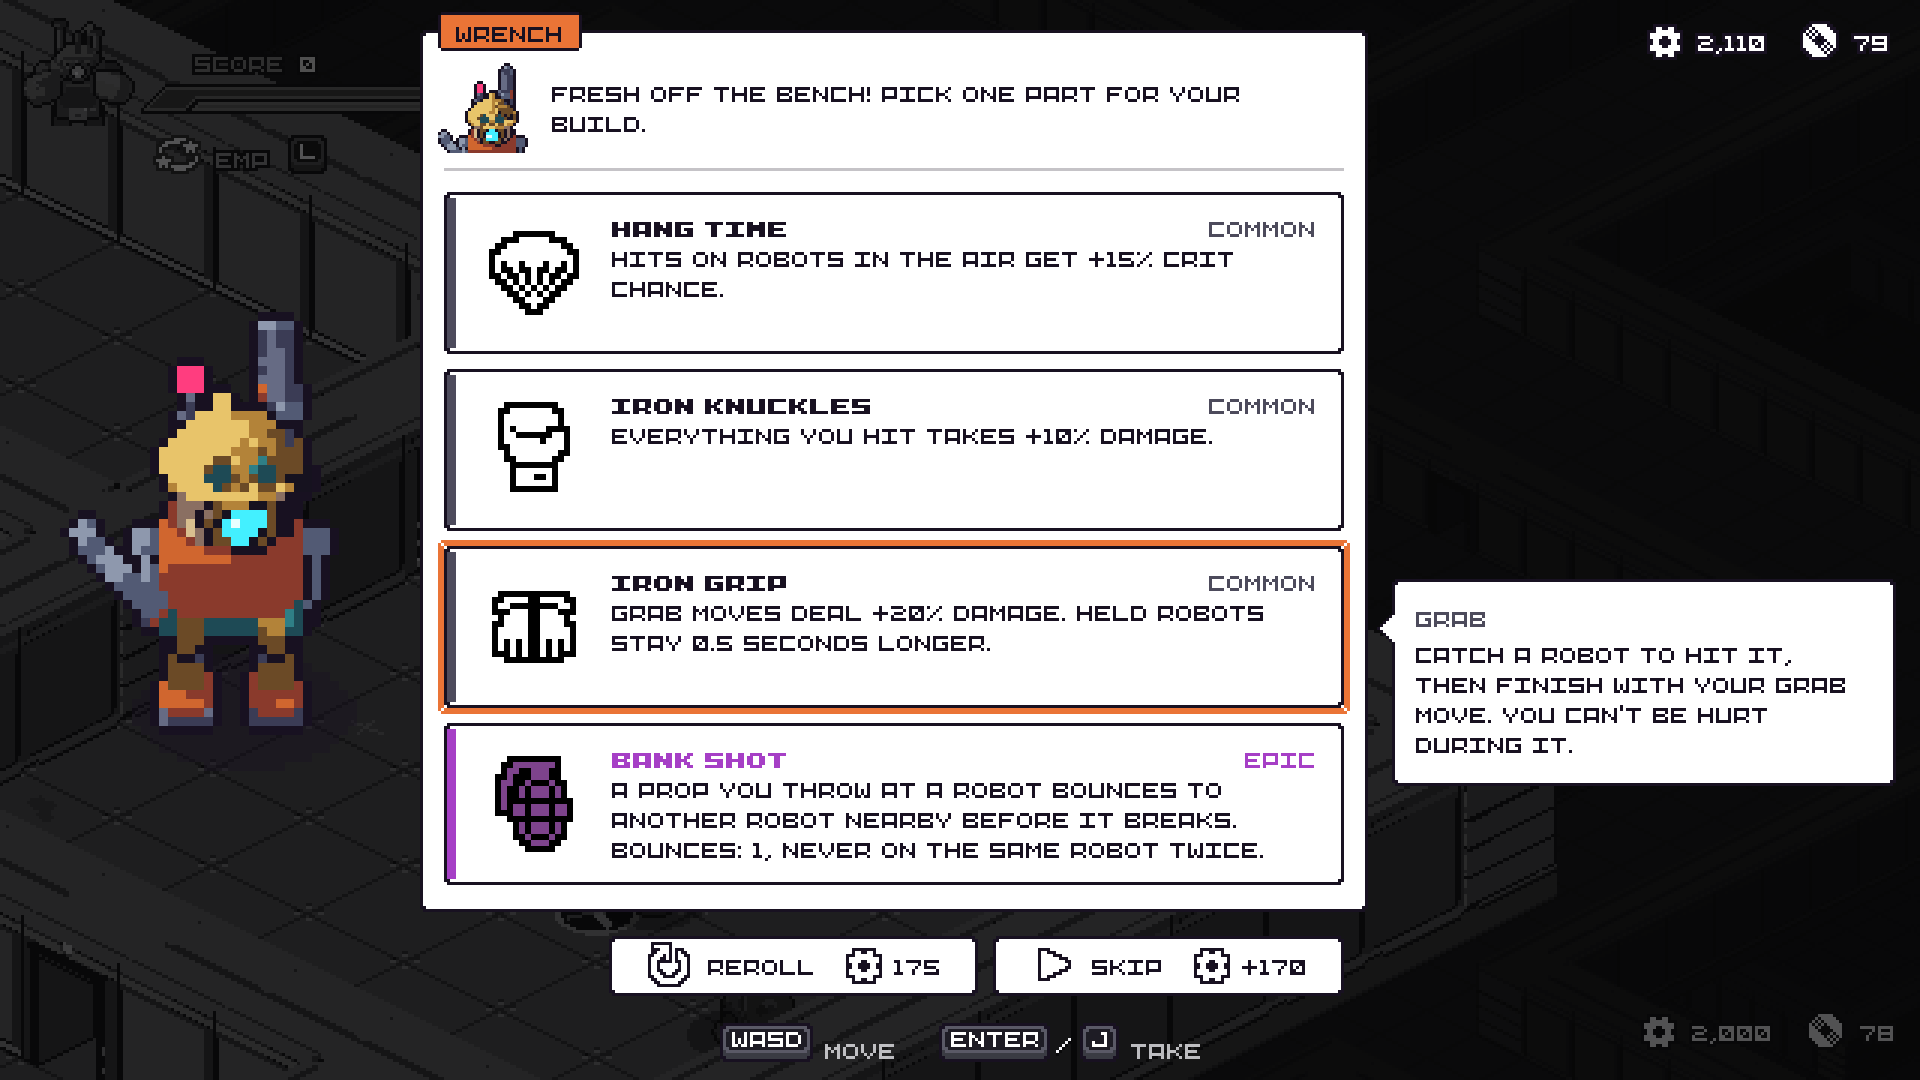 WRENCH
SCORE 0
2,110
79
FRESH OFF THE BENCH! PICK ONE PART FOR YOUR
BUILD.
EMP L
HANG TIME
COMMON
HITS ON ROBOTS IN THE AIR GET +15% CRIT
CHANCE.
IRON KNUCKLES
COMMON
EVERYTHING YOU HIT TAKES +10% DAMAGE.
IRON GRIP
COMMON
GRAB MOVES DEAL +20% DAMAGE. HELD ROBOTS
STAY 0.5 SECONDS LONGER.
GRAB
CATCH A ROBOT TO HIT IT,
THEN FINISH WITH YOUR GRAB
MOVE. YOU CAN'T BE HURT
DURING IT.
BANK SHOT
EPIC
A PROP YOU THROW AT A ROBOT BOUNCES TO
ANOTHER ROBOT NEARBY BEFORE IT BREAKS.
BOUNCES: 1, NEVER ON THE SAME ROBOT TWICE.
REROLL 175
SKIP +170
WASD MOVE
ENTER / J TAKE
2,000
78